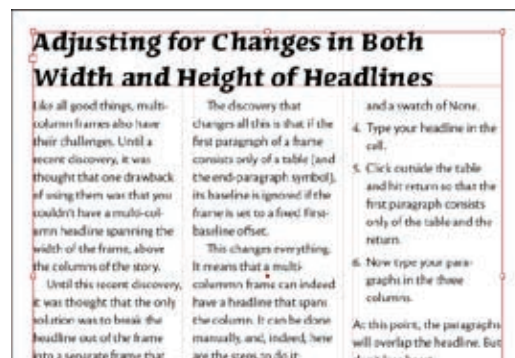 Adjusting for Changes in Both
Width and Height of Headlines
Like all good things, multi-
column frames also have
their challenges. Until a
recent discovery, it was
thought that one drawback
of using them was that you
couldn't have a multi-col-
umn headline spanning the
width of the frame, above
the columns of the story.
Until this recent discovery,
it was thought that the only
solution was to break the
headline out of the frame
into a separate frame that
The discovery that
changes all this is that if the
first paragraph of a frame
consists only of a table (and
the end-paragraph symbol),
its baseline is ignored if the
frame is set to a fixed first-
baseline offset.
This changes everything.
It means that a multi-
columnn frame can indeed
have a headline that spans
the column. It can be done
manually, and, indeed, here
are the steps to do it:
and a swatch of None.
4. Type your headline in the
cell.
5. Click outside the table
and hit return so that the
first paragraph consists
only of the table and the
return.
6. Now type your para-
graphs in the three
columns.
At this point, the paragraphs
will overlap the headline. But